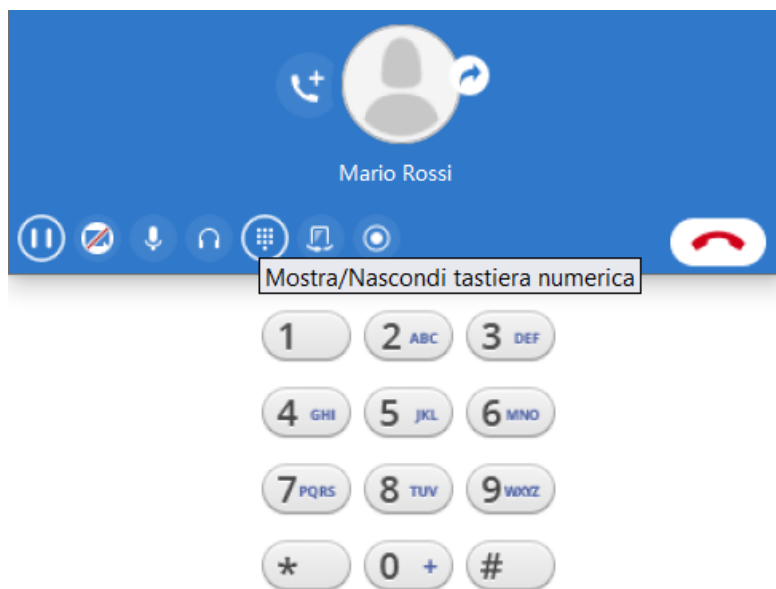 Mario Rossi
Mostra/Nascondi tastiera numerica
1 2 ABC 3 DEF
4 GHI 5 JKL 6 MNO
7 PQRS 8 TUV 9 WXYZ
* 0 + #